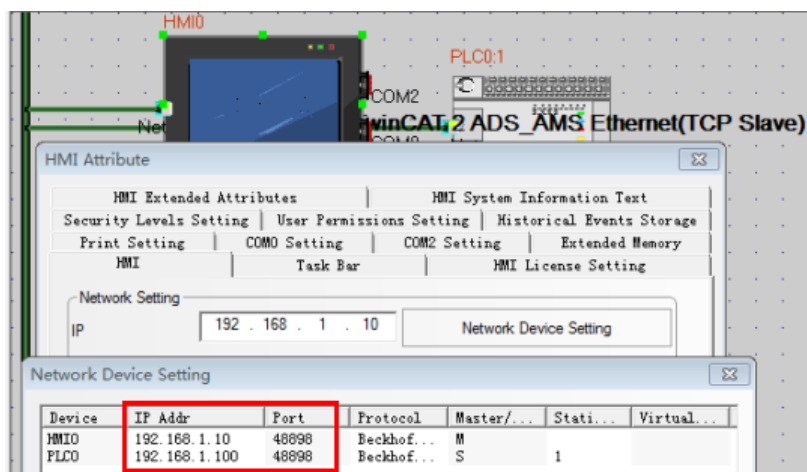 HMI0
PLC0:1
COM2
Net
winCAT 2 ADS_AMS Ethernet(TCP Slave)
HMI Attribute
HMI Extended Attributes
HMI System Information Text
Security Levels Setting
User Permissions Setting
Historical Events Storage
Print Setting
COM0 Setting
COM2 Setting
Extended Memory
HMI
Task Bar
HMI License Setting
Network Setting
IP
192 . 168 . 1 . 10
Network Device Setting
Network Device Setting
Device IP Addr Port Protocol Master/... Stati... Virtual...
HMI0 192.168.1.10 48898 Beckhof... M
PLC0 192.168.1.100 48898 Beckhof... S 1